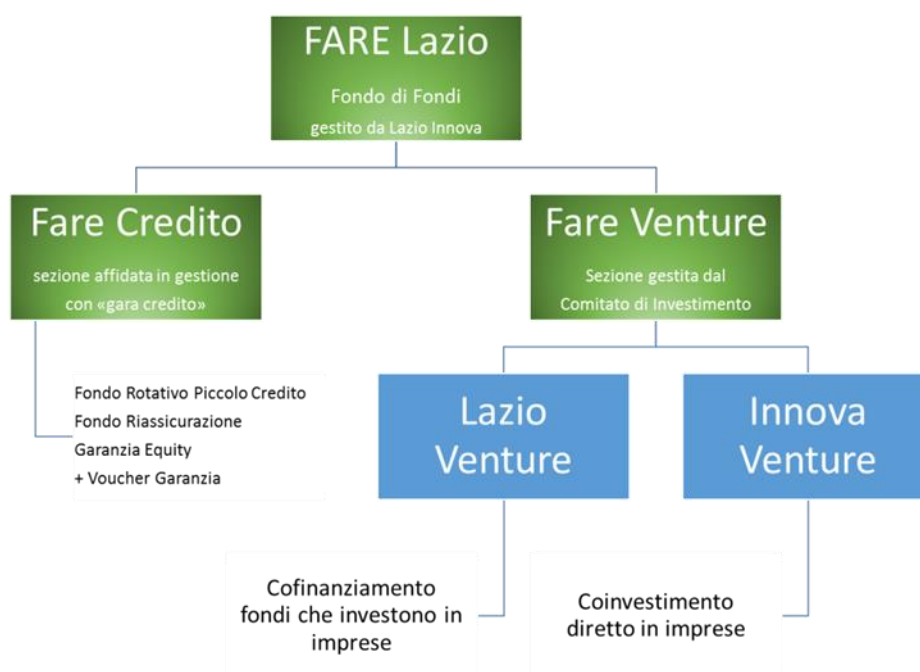 FARE Lazio
Fondo di Fondi
gestito da Lazio Innova
Fare Credito
sezione affidata in gestione
con «gara credito»
Fare Venture
Sezione gestita dal
Comitato di Investimento
Fondo Rotativo Piccolo Credito
Fondo Riassicurazione
Garanzia Equity
+ Voucher Garanzia
Lazio
Venture
Innova
Venture
Cofinanziamento
fondi che investono in
imprese
Coinvestimento
diretto in imprese